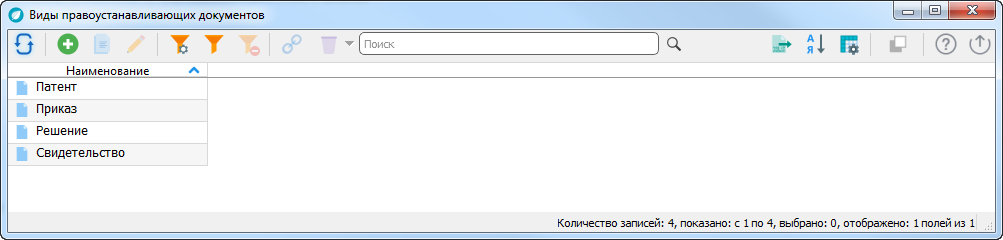 Виды правоустанавливающих документов
Поиск
А
Я
Наименование
Патент
Приказ
Решение
Свидетельство
Количество записей: 4, показано: с 1 по 4, выбрано: 0, отображено: 1 полей из 1